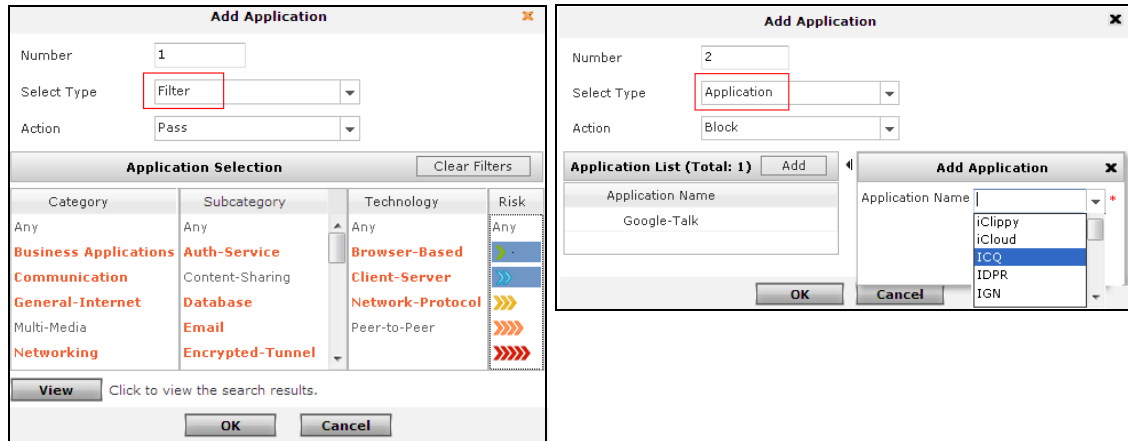 Add Application
Number 1
Select Type Filter
Action Pass
Application Selection Clear Filters
Category Subcategory Technology Risk
Any Any Any Any
Business Applications Auth-Service Browser-Based
Communication Content-Sharing Client-Server
General-Internet Database Network-Protocol
Multi-Media Email Peer-to-Peer
Networking Encrypted-Tunnel
View Click to view the search results.
OK Cancel
Add Application
Number 2
Select Type Application
Action Block
Application List (Total: 1) Add
Application Name
Google-Talk
Add Application
Application Name *
iClippy
iCloud
ICQ
IDPR
IGN
OK Cancel